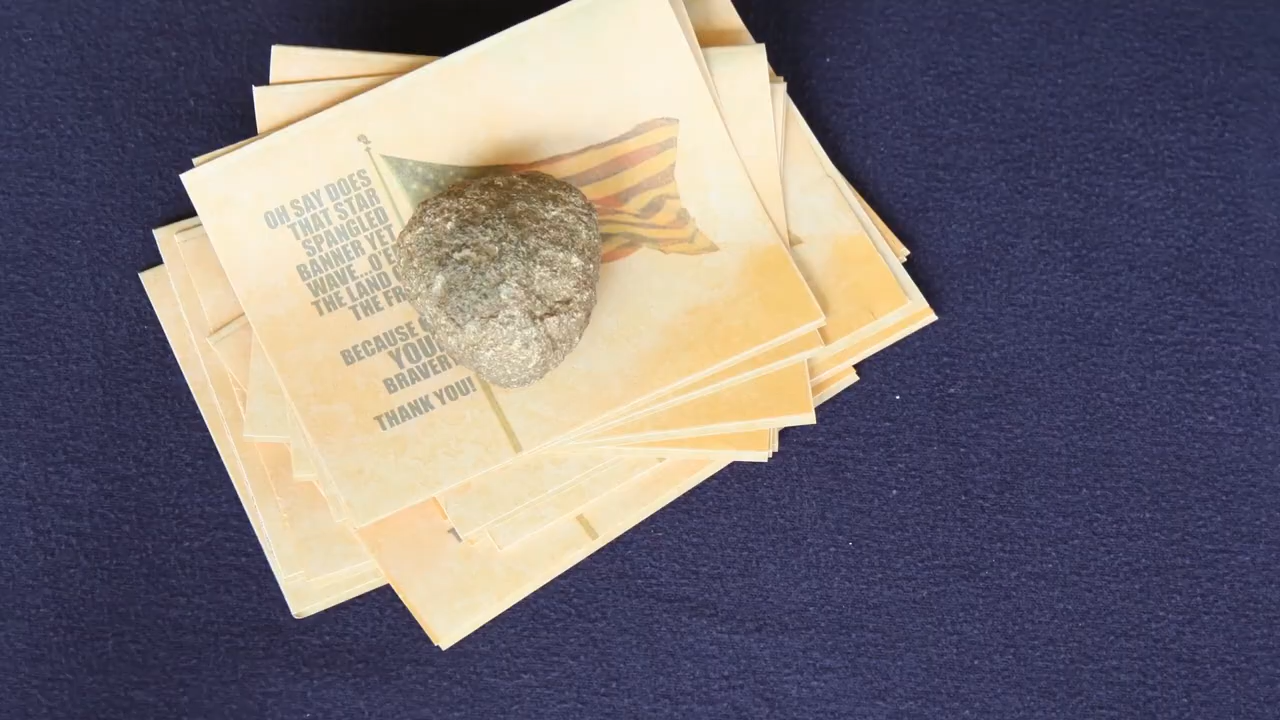 OH SAY DOES
THAT STAR
SPANGLED
BANNER YET
WAVE...O'E
THE LAND
THE FR
BECAUSE
YOU
BRAVER
THANK YOU!